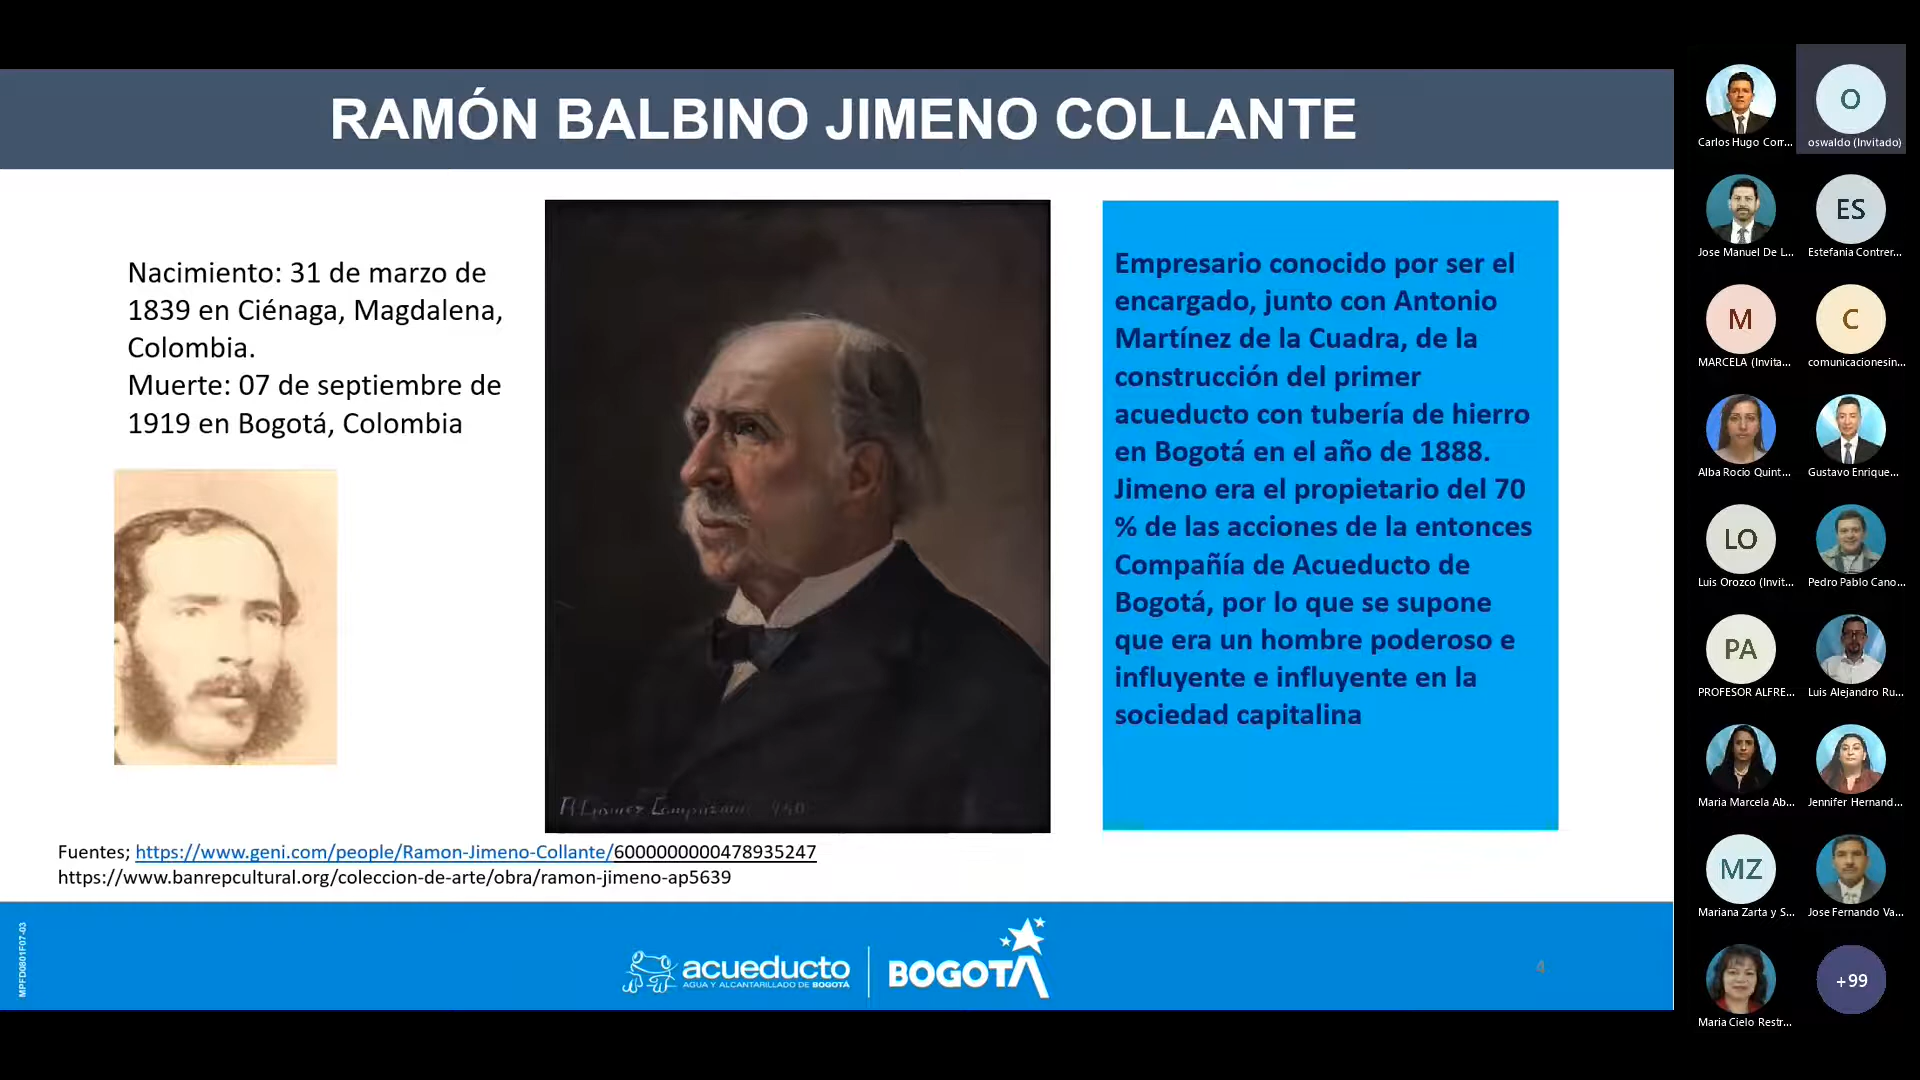 RAMÓN BALBINO JIMENO COLLANTE
Nacimiento: 31 de marzo de
1839 en Ciénaga, Magdalena,
Colombia.
Muerte: 07 de septiembre de
1919 en Bogotá, Colombia
Empresario conocido por ser el
encargado, junto con Antonio
Martínez de la Cuadra, de la
construcción del primer
acueducto con tubería de hierro
en Bogotá en el año de 1888.
Jimeno era el propietario del 70
% de las acciones de la entonces
Compañía de Acueducto de
Bogotá, por lo que se supone
que era un hombre poderoso e
influyente e influyente en la
sociedad capitalina
Fuentes; https://www.geni.com/people/Ramon-Jimeno-Collante/6000000000478935247
https://www.banrepcultural.org/coleccion-de-arte/obra/ramon-jimeno-ap5639
MPFD0801F07-03
acueducto
AGUA Y ALCANTARILLADO DE BOGOTÁ
BOGOTÁ
4
Carlos Hugo Corr...
O
oswaldo (Invitado)
Jose Manuel De L...
ES
Estefania Contrer...
M
MARCELA (Invita...
C
comunicacionesin...
Alba Rocio Quint...
Gustavo Enrique...
LO
Luis Orozco (Invit...
Pedro Pablo Cano...
PA
PROFESOR ALFRE...
Luis Alejandro Ru...
Maria Marcela Ab...
Jennifer Hernand...
MZ
Mariana Zarta y S...
Jose Fernando Va...
Maria Cielo Restr...
+99